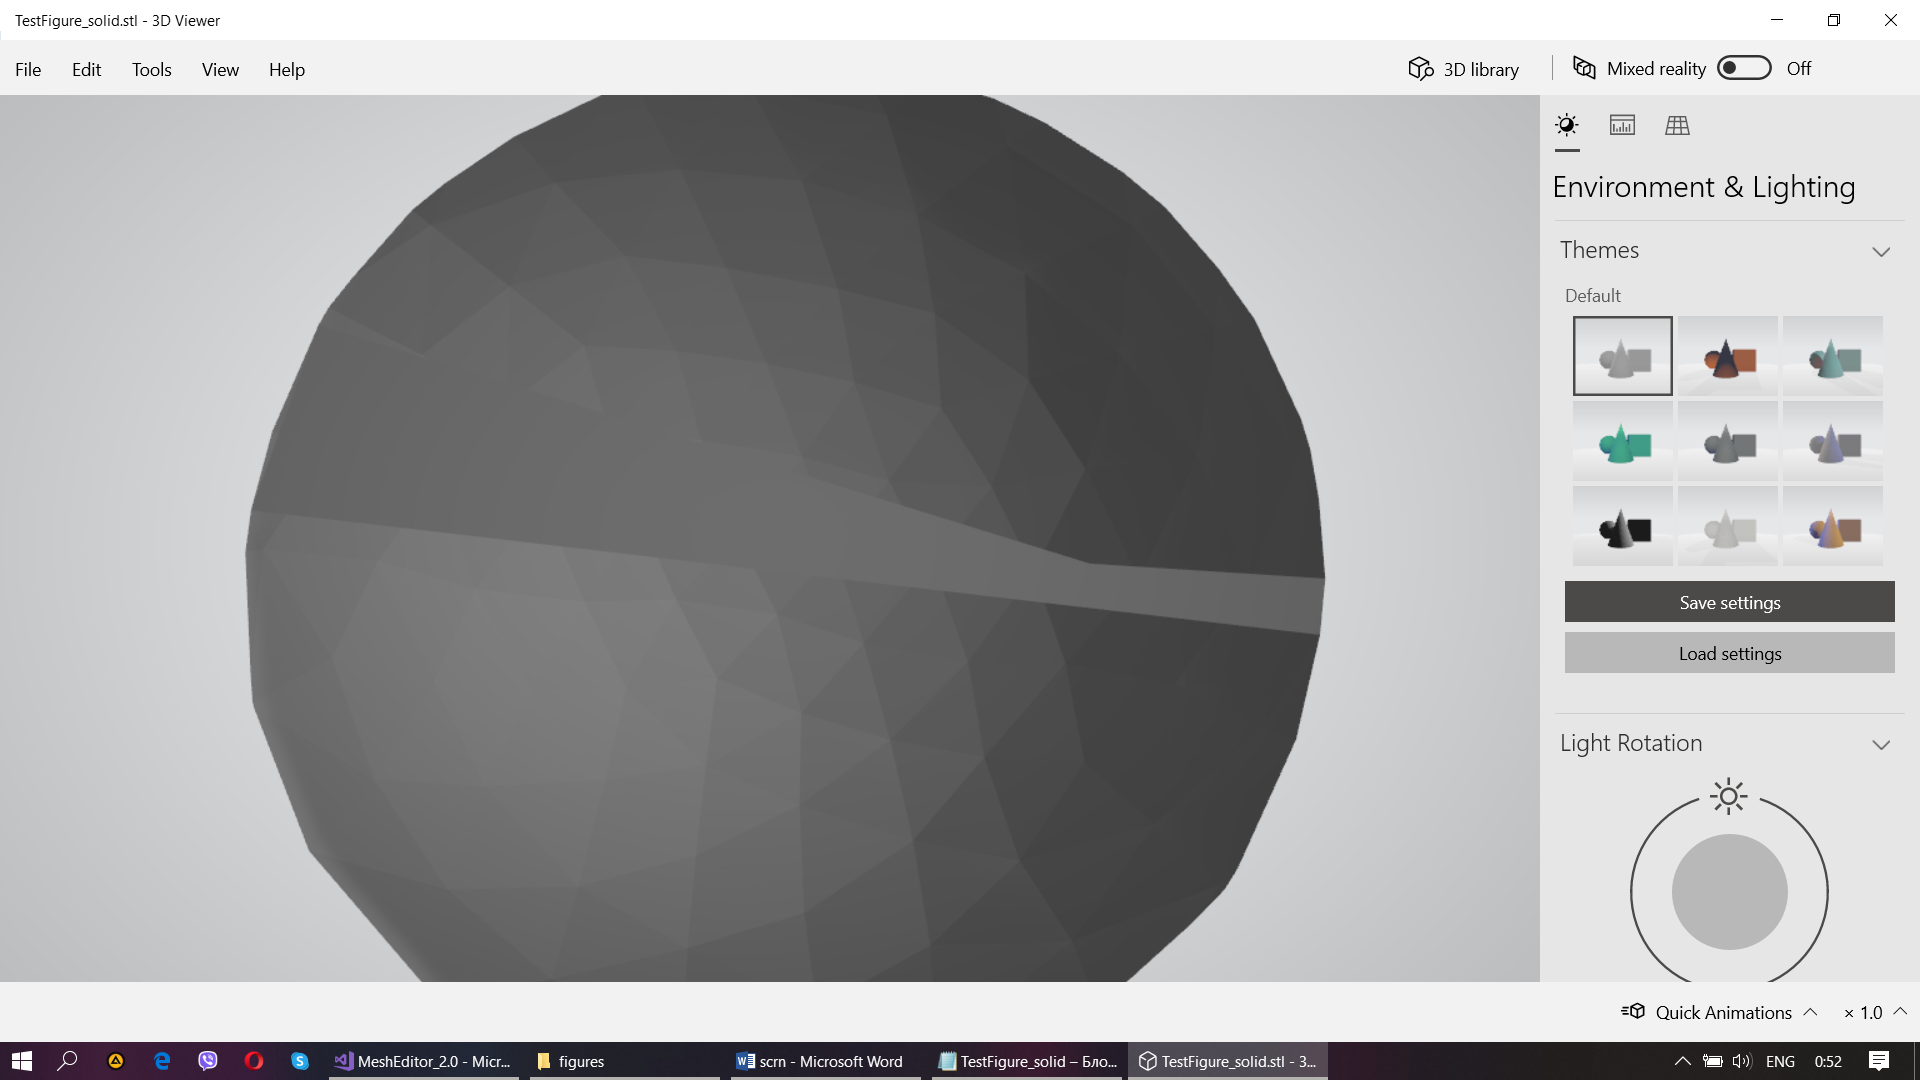 TestFigure_solid.stl - 3D Viewer
File Edit Tools View Help 3D library Mixed reality Off
Environment & Lighting
Themes
Default
Save settings
Load settings
Light Rotation
Quick Animations × 1.0
MeshEditor_2.0 - Micr... figures scrn - Microsoft Word TestFigure_solid – Бло... TestFigure_solid.stl - 3... ENG 0:52